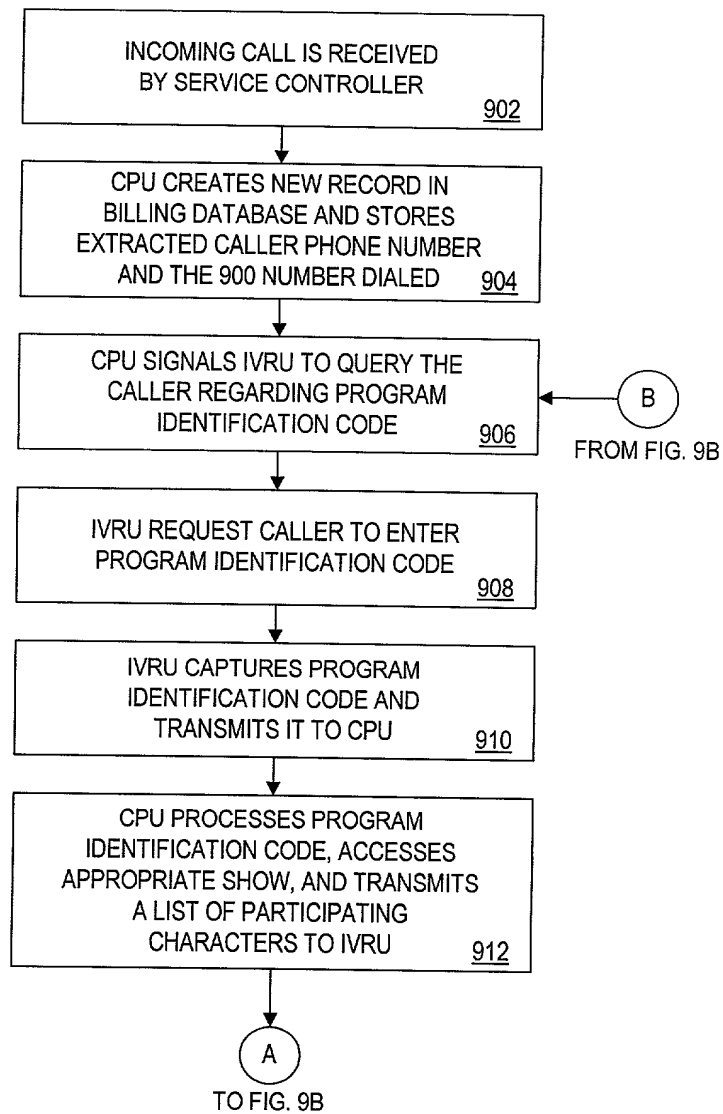 INCOMING CALL IS RECEIVED
BY SERVICE CONTROLLER
902
CPU CREATES NEW RECORD IN
BILLING DATABASE AND STORES
EXTRACTED CALLER PHONE NUMBER
AND THE 900 NUMBER DIALED
904
CPU SIGNALS IVRU TO QUERY THE
CALLER REGARDING PROGRAM
IDENTIFICATION CODE
906
B
FROM FIG. 9B
IVRU REQUEST CALLER TO ENTER
PROGRAM IDENTIFICATION CODE
908
IVRU CAPTURES PROGRAM
IDENTIFICATION CODE AND
TRANSMITS IT TO CPU
910
CPU PROCESSES PROGRAM
IDENTIFICATION CODE, ACCESSES
APPROPRIATE SHOW, AND TRANSMITS
A LIST OF PARTICIPATING
CHARACTERS TO IVRU
912
A
TO FIG. 9B